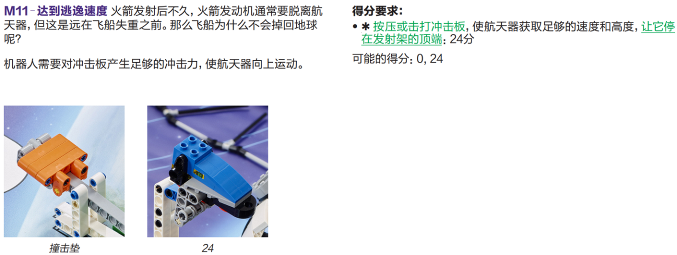 M11-达到逃逸速度 火箭发射后不久，火箭发动机通常要脱离航
天器，但这是远在飞船失重之前。那么飞船为什么不会掉回地球
呢？
机器人需要对冲击板产生足够的冲击力，使航天器向上运动。
撞击垫
24
得分要求：
• ✱ 按压或击打冲击板，使航天器获取足够的速度和高度，让它停
在发射架的顶端：24分
可能的得分：0, 24